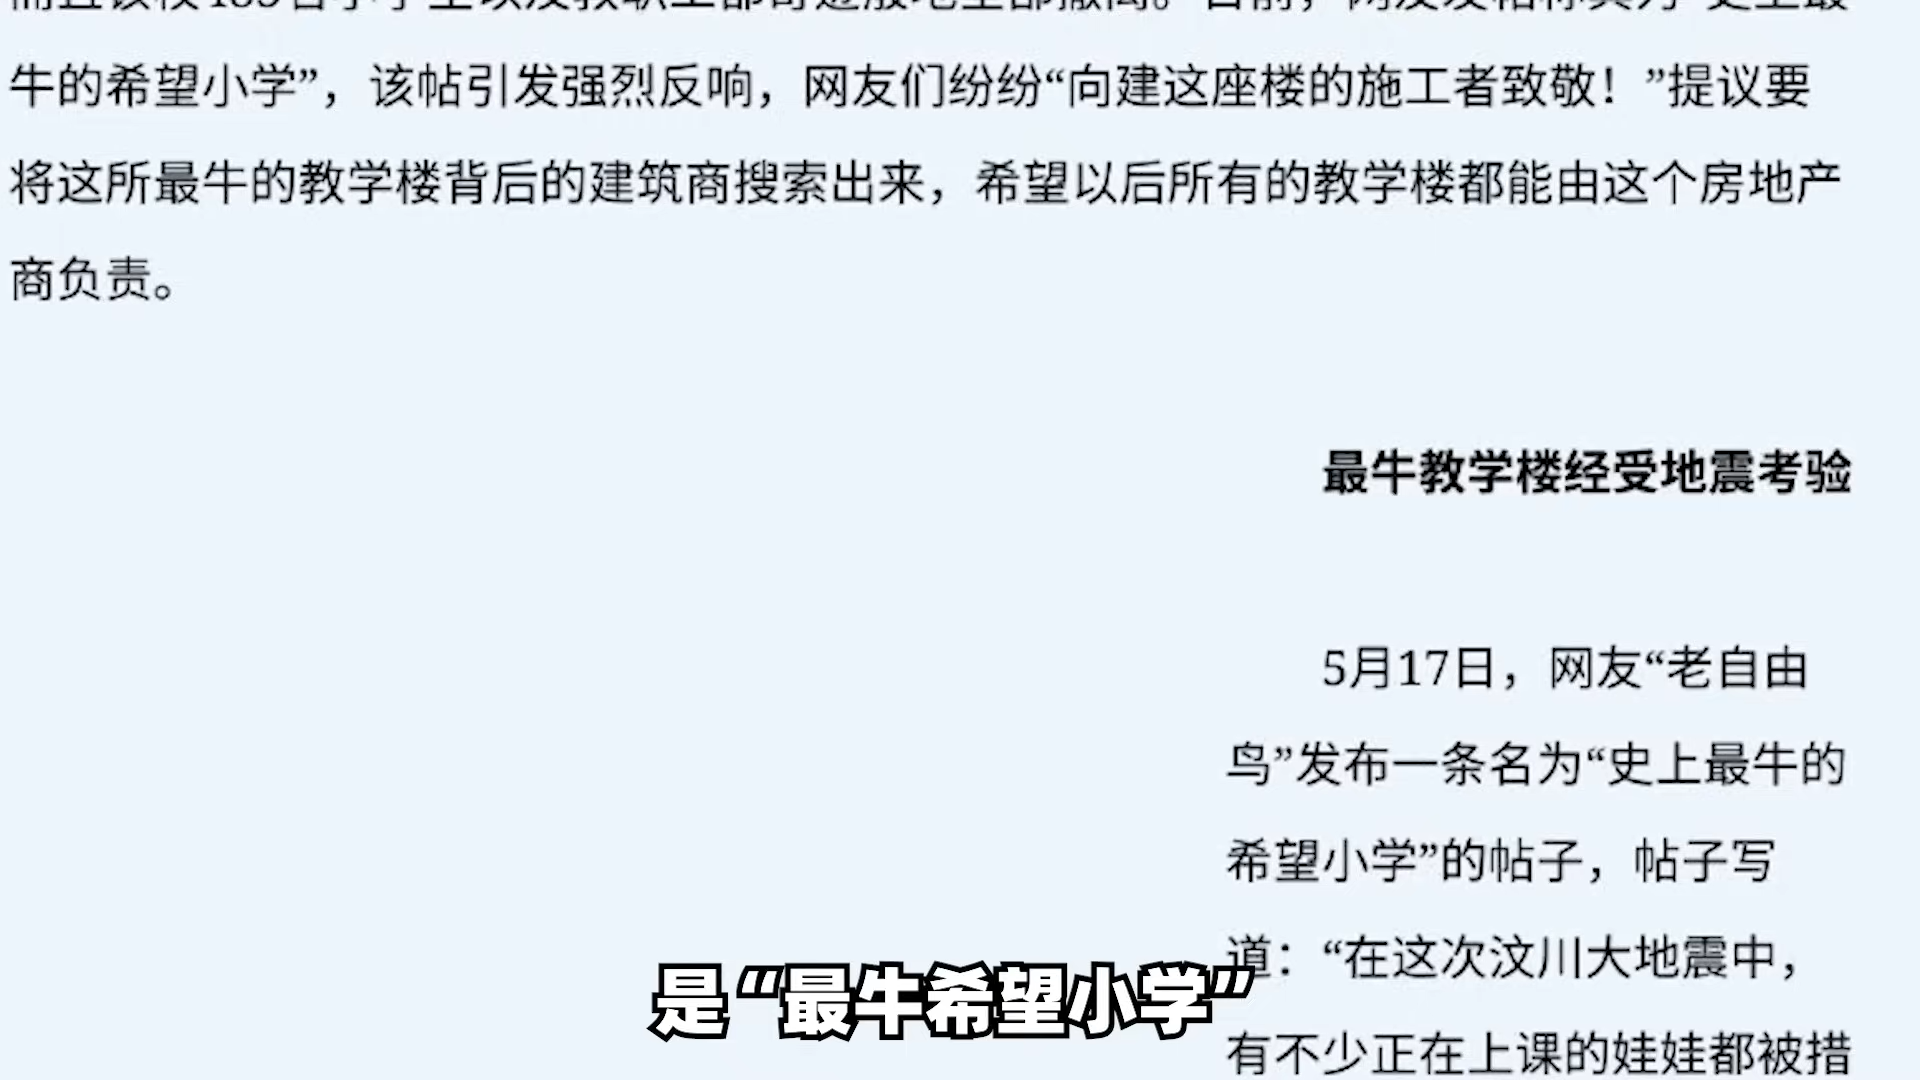 牛的希望小学”，该帖引发强烈反响，网友们纷纷“向建这座楼的施工者致敬！”提议要
将这所最牛的教学楼背后的建筑商搜索出来，希望以后所有的教学楼都能由这个房地产
商负责。
最牛教学楼经受地震考验
5月17日，网友“老自由
鸟”发布一条名为“史上最牛的
希望小学”的帖子，帖子写
道：“在这次汶川大地震中，
有不少正在上课的娃娃都被措
是“最牛希望小学”